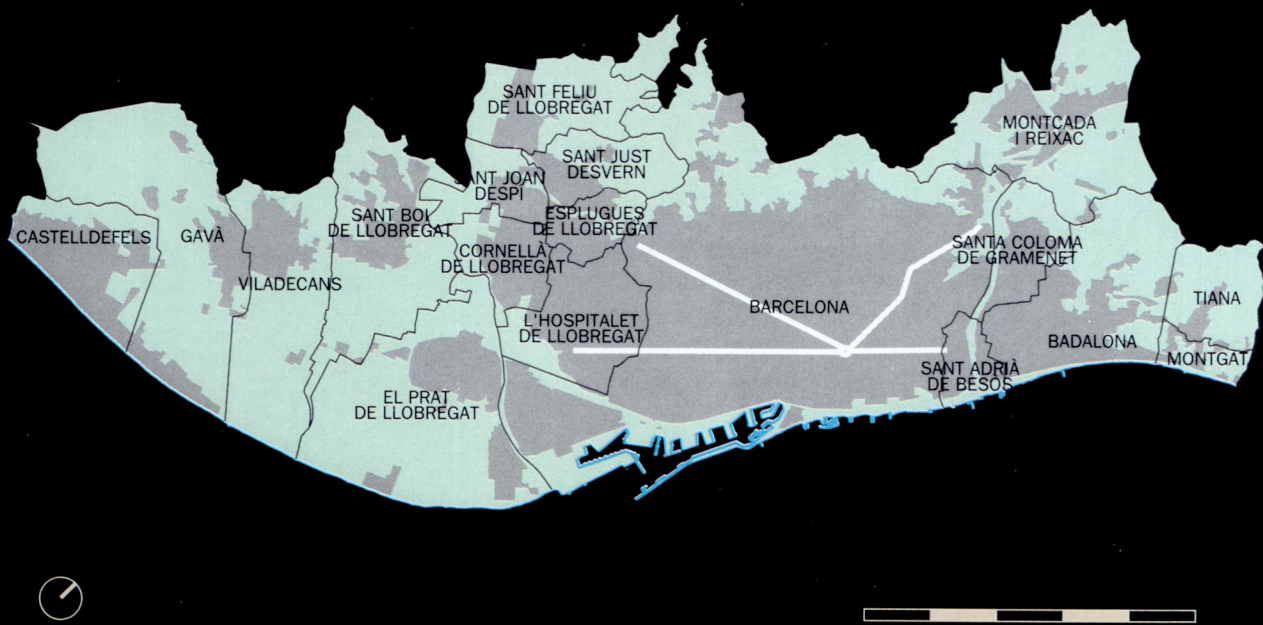 SANT FELIU
DE LLOBREGAT
MONTCADA
I REIXAC
SANT JUST
DESVERN
SANT JOAN
DESPÍ
CASTELLDEFELS
GAVÀ
VILADECANS
SANT BOI
DE LLOBREGAT
ESPLUGUES
DE LLOBREGAT
CORNELLÀ
DE LLOBREGAT
SANTA COLOMA
DE GRAMENET
BARCELONA
TIANA
L'HOSPITALET
DE LLOBREGAT
BADALONA
MONTGAT
SANT ADRIÀ
DE BESÒS
EL PRAT
DE LLOBREGAT